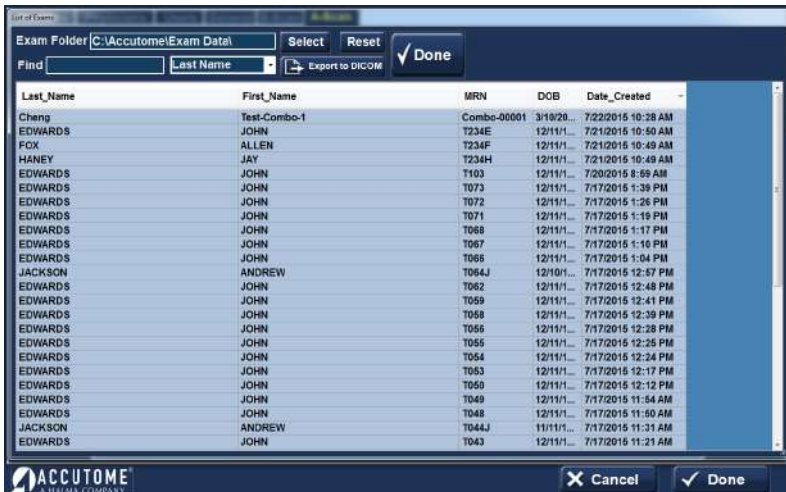 List of Exams
Exam Folder C:\Accutome\Exam Data\ Select Reset
Done
Find Last Name Export to DICOM
Last_Name First_Name MRN DOB Date_Created
Cheng Test-Combo-1 Combo-00001 3/10/20... 7/22/2015 10:28 AM
EDWARDS JOHN T234E 12/11/1... 7/21/2015 10:50 AM
FOX ALLEN T234F 12/11/1... 7/21/2015 10:49 AM
HANEY JAY T234H 12/11/1... 7/21/2015 10:49 AM
EDWARDS JOHN T103 12/11/1... 7/20/2015 8:59 AM
EDWARDS JOHN T073 12/11/1... 7/17/2015 1:39 PM
EDWARDS JOHN T072 12/11/1... 7/17/2015 1:26 PM
EDWARDS JOHN T071 12/11/1... 7/17/2015 1:19 PM
EDWARDS JOHN T068 12/11/1... 7/17/2015 1:17 PM
EDWARDS JOHN T067 12/11/1... 7/17/2015 1:10 PM
EDWARDS JOHN T066 12/11/1... 7/17/2015 1:04 PM
JACKSON ANDREW T064J 12/10/1... 7/17/2015 12:57 PM
EDWARDS JOHN T062 12/11/1... 7/17/2015 12:48 PM
EDWARDS JOHN T059 12/11/1... 7/17/2015 12:41 PM
EDWARDS JOHN T058 12/11/1... 7/17/2015 12:39 PM
EDWARDS JOHN T056 12/11/1... 7/17/2015 12:28 PM
EDWARDS JOHN T055 12/11/1... 7/17/2015 12:25 PM
EDWARDS JOHN T054 12/11/1... 7/17/2015 12:24 PM
EDWARDS JOHN T053 12/11/1... 7/17/2015 12:17 PM
EDWARDS JOHN T050 12/11/1... 7/17/2015 12:12 PM
EDWARDS JOHN T049 12/11/1... 7/17/2015 11:54 AM
EDWARDS JOHN T048 12/11/1... 7/17/2015 11:50 AM
JACKSON ANDREW T044J 11/11/1... 7/17/2015 11:31 AM
EDWARDS JOHN T043 12/11/1... 7/17/2015 11:21 AM
ACCUTOME
A HALMA COMPANY
Cancel Done